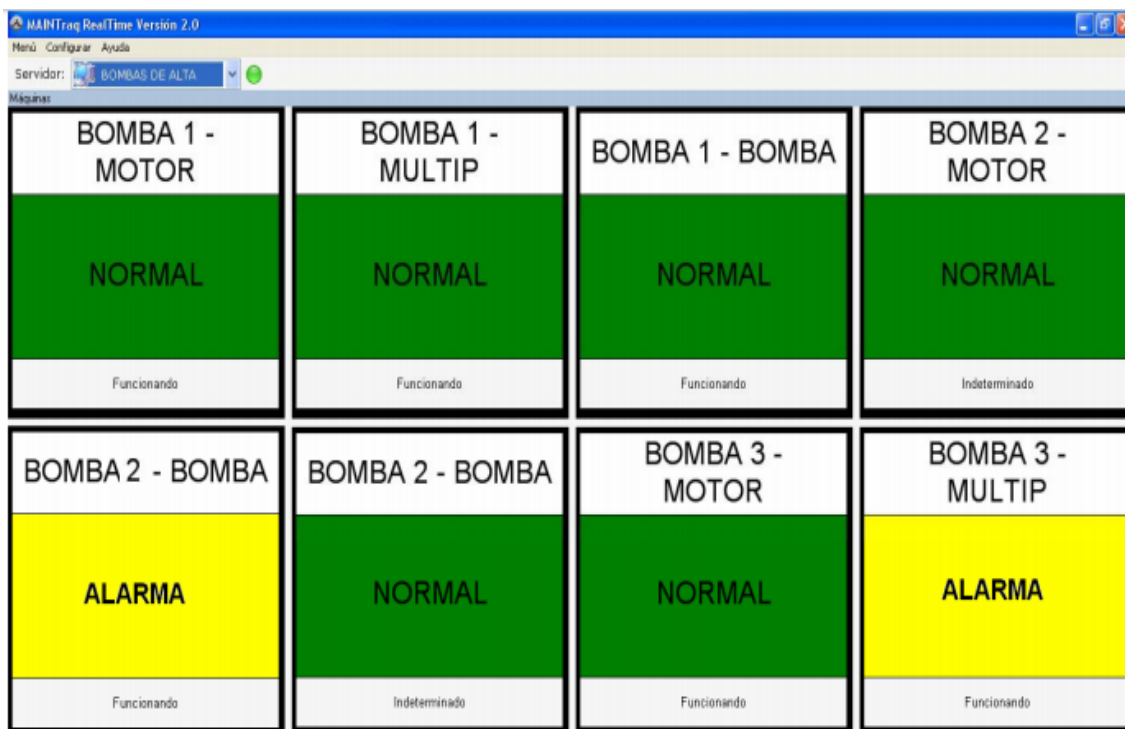 MAINTraq RealTime Versión 2.0
Menú Configurar Ayuda
Servidor: BOMBAS DE ALTA
Máquinas
BOMBA 1 -
MOTOR
NORMAL
Funcionando
BOMBA 1 -
MULTIP
NORMAL
Funcionando
BOMBA 1 - BOMBA
NORMAL
Funcionando
BOMBA 2 -
MOTOR
NORMAL
Indeterminado
BOMBA 2 - BOMBA
ALARMA
Funcionando
BOMBA 2 - BOMBA
NORMAL
Indeterminado
BOMBA 3 -
MOTOR
NORMAL
Funcionando
BOMBA 3 -
MULTIP
ALARMA
Funcionando